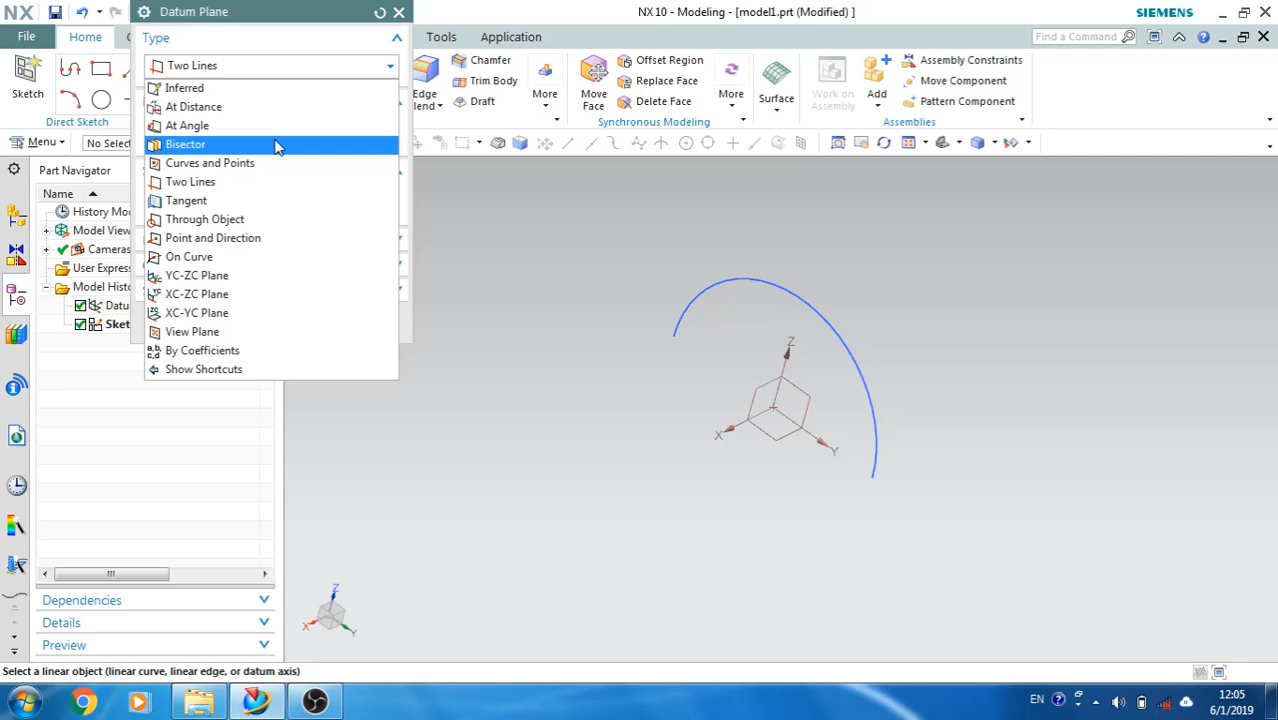 NX
Datum Plane
NX 10 - Modeling - [model1.prt (Modified) ]
SIEMENS
File
Home
Tools
Application
Find a Command
Type
Two Lines
Inferred
At Distance
At Angle
Bisector
Curves and Points
Two Lines
Tangent
Through Object
Point and Direction
On Curve
YC-ZC Plane
XC-ZC Plane
XC-YC Plane
View Plane
a,b,
c,d
By Coefficients
Show Shortcuts
Sketch
Direct Sketch
Edge
Blend
Chamfer
Trim Body
Draft
More
Move
Face
Offset Region
Replace Face
Delete Face
More
Synchronous Modeling
Surface
Work on
Assembly
Add
Assembly Constraints
Move Component
Pattern Component
Assemblies
Menu
No Selec
Part Navigator
Name
History Mo
Model View
Cameras
User Expres
Model Hist
Datu
Sket
Dependencies
Details
Preview
Z
X
Y
Z
X
Y
Select a linear object (linear curve, linear edge, or datum axis)
EN
12:05
6/1/2019